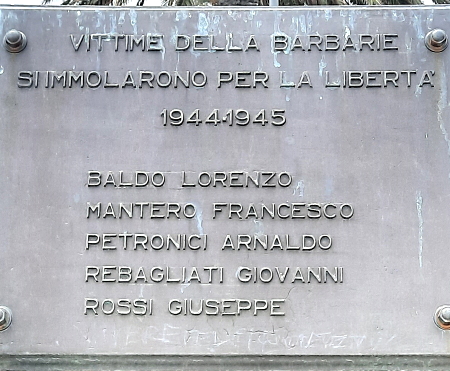 VITTIME DELLA BARBARIE
SI IMMOLARONO PER LA LIBERTA'
1944·1945
BALDO LORENZO
MANTERO FRANCESCO
PETRONICI ARNALDO
REBAGLIATI GIOVANNI
ROSSI GIUSEPPE